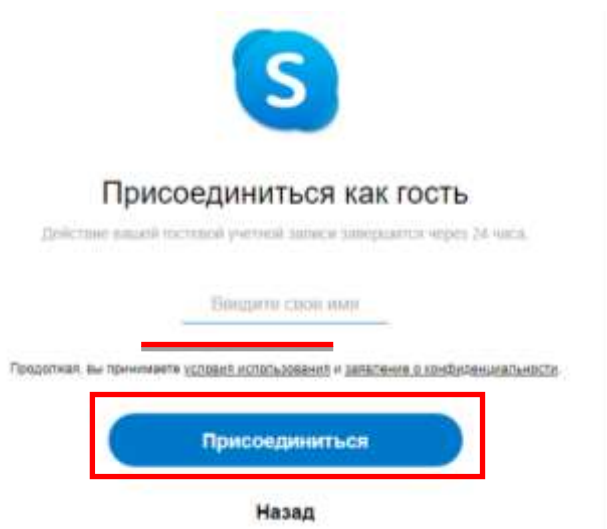 S
Присоединиться как гость
Действие вашей гостевой учетной записи завершится через 24 часа.
Введите свое имя
Продолжая, вы принимаете условия использования и заявление о конфиденциальности.
Присоединиться
Назад